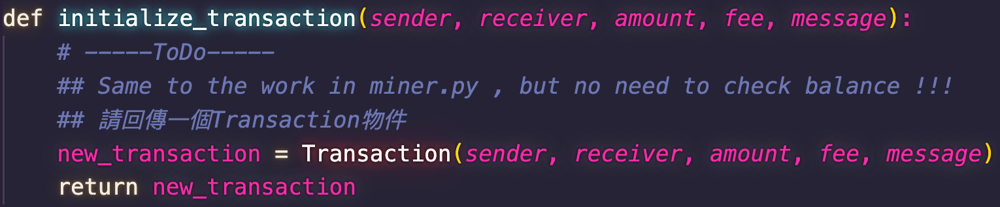 def initialize_transaction(sender, receiver, amount, fee, message):
# -----ToDo-----
## Same to the work in miner.py , but no need to check balance !!!
## 請回傳一個Transaction物件
new_transaction = Transaction(sender, receiver, amount, fee, message)
return new_transaction